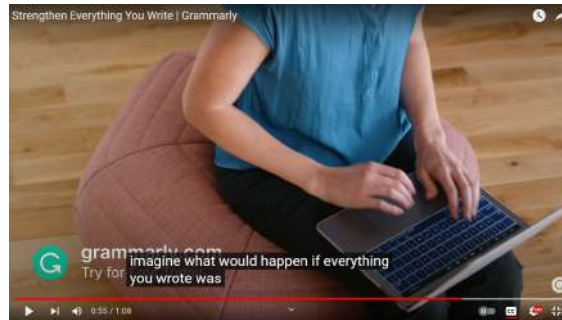 Strengthen Everything You Write | Grammarly
grammarly.com
Try for
imagine what would happen if everything
you wrote was
0:55 / 1:08